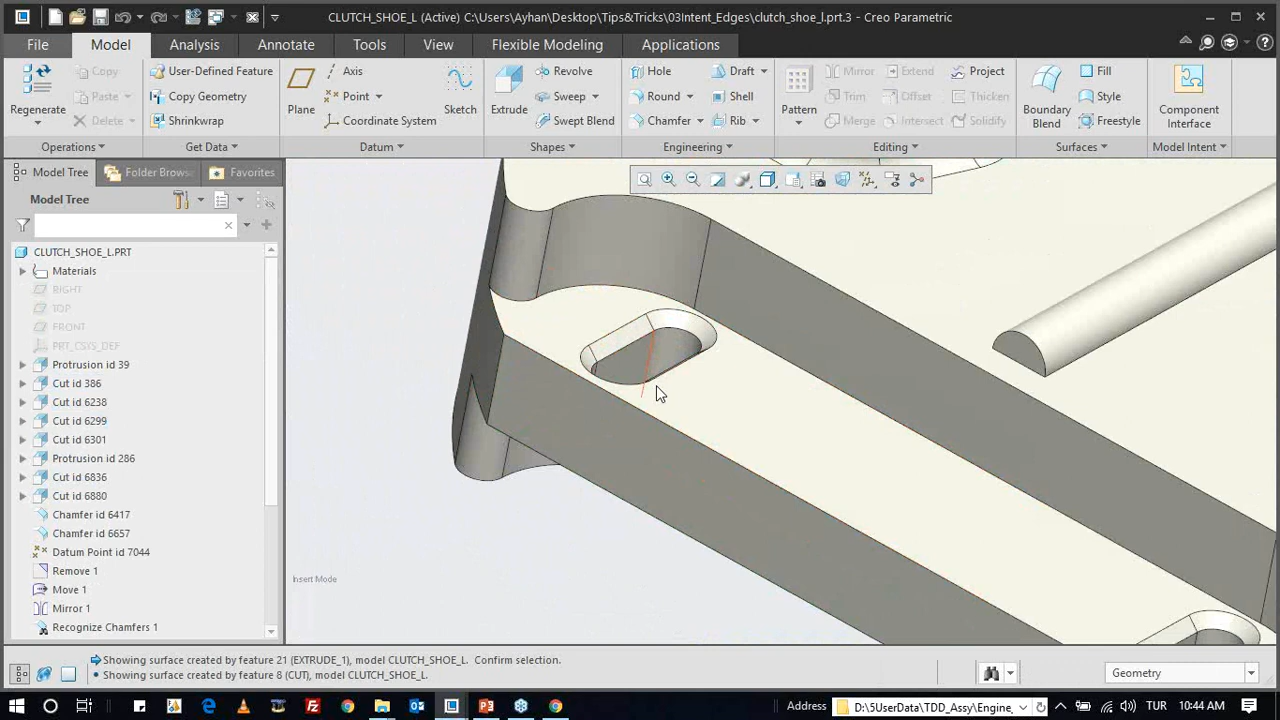 CLUTCH_SHOE_L (Active) C:\Users\Ayhan\Desktop\Tips&Tricks\03Intent_Edges\clutch_shoe_l.prt.3 - Creo Parametric
File Model Analysis Annotate Tools View Flexible Modeling Applications
Regenerate
Copy
Paste
Delete
Operations
User-Defined Feature
Copy Geometry
Shrinkwrap
Get Data
Plane
Axis
Point
Coordinate System
Sketch
Datum
Extrude
Revolve
Sweep
Swept Blend
Shapes
Hole
Round
Chamfer
Draft
Shell
Rib
Engineering
Pattern
Mirror
Trim
Merge
Extend
Offset
Intersect
Project
Thicken
Solidify
Editing
Boundary
Blend
Fill
Style
Freestyle
Surfaces
Component
Interface
Model Intent
Model Tree Folder Brows Favorites
Model Tree
CLUTCH_SHOE_L.PRT
Materials
RIGHT
TOP
FRONT
PRT_CSYS_DEF
Protrusion id 39
Cut id 386
Cut id 6238
Cut id 6299
Cut id 6301
Protrusion id 286
Cut id 6836
Cut id 6880
Chamfer id 6417
Chamfer id 6657
Datum Point id 7044
Remove 1
Move 1
Mirror 1
Recognize Chamfers 1
Insert Mode
Showing surface created by feature 21 (EXTRUDE_1), model CLUTCH_SHOE_L. Confirm selection.
Showing surface created by feature 8 (CUT), model CLUTCH_SHOE_L.
Geometry
Address D:\5UserData\TDD_Assy\Engine_ TUR 10:44 AM